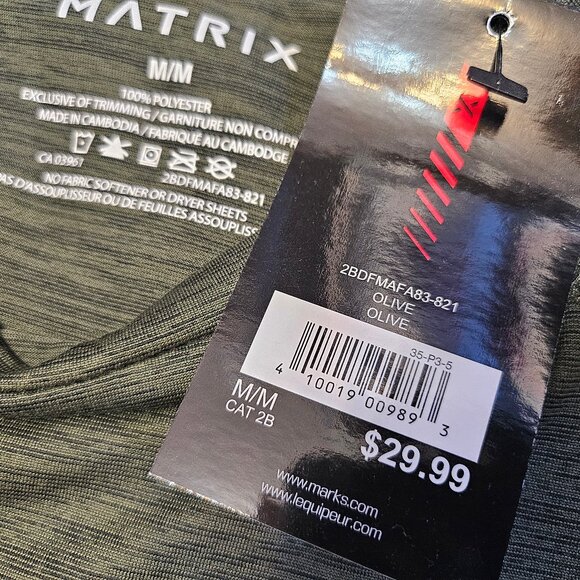 MATRIX
M/M
100% POLYESTER
EXCLUSIVE OF TRIMMING / GARNITURE NON COMPR
MADE IN CAMBODIA / FABRIQUÉ AU CAMBODGE
CA 03961
2BDFMAFA83-821
NO FABRIC SOFTENER OR DRYER SHEETS
PAS D'ASSOUPLISSEUR OU DE FEUILLES ASSOUPLISS
2BDFMAFA83-821
OLIVE
OLIVE
35-P3-5
4 10019 00989 3
M/M
CAT 2B
$29.99
www.marks.com
www.lequipeur.com